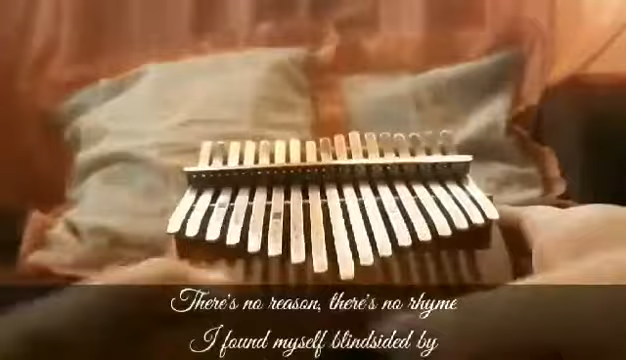 There's no reason, there's no rhyme
I found myself blindsided by